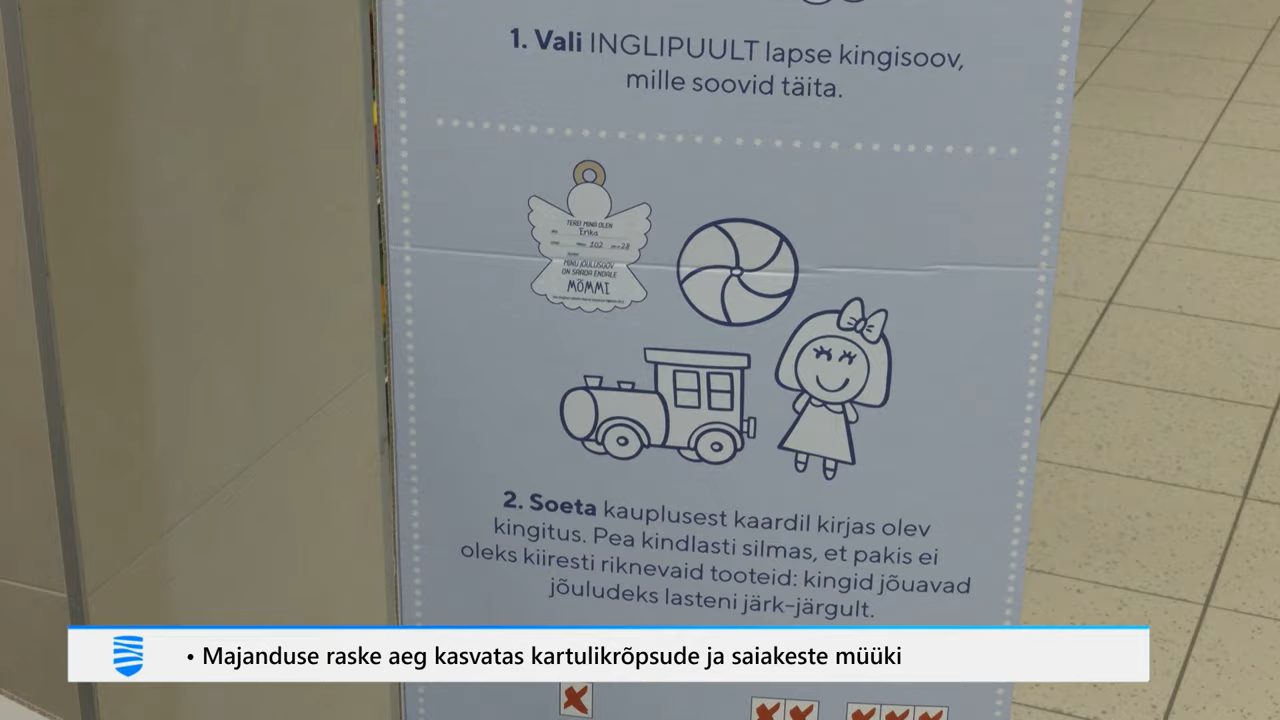 1. Vali INGLIPUULT lapse kingisoov,
mille soovid täita.
TERE! MINA OLEN
Erika
102
28
MINU JÕULUSOOV
ON SAADA ENDALE
MÕMMI
2. Soeta kauplusest kaardil kirjas olev
kingitus. Pea kindlasti silmas, et pakis ei
oleks kiiresti riknevaid tooteid: kingid jõuavad
jõuludeks lasteni järk-järgult.
• Majanduse raske aeg kasvatas kartulikrõpsude ja saiakeste müüki